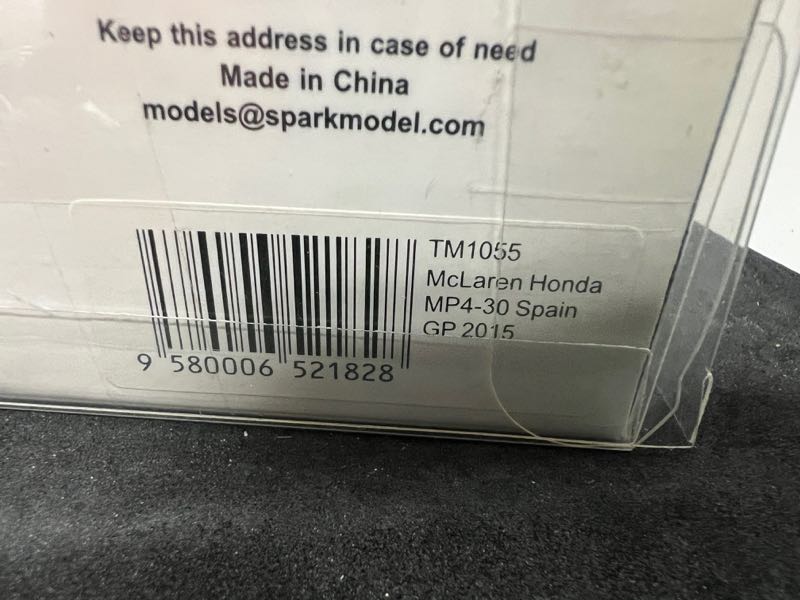 Keep this address in case of need
Made in China
models@sparkmodel.com
TM1055
McLaren Honda
MP4-30 Spain
GP 2015
9 580006 521828